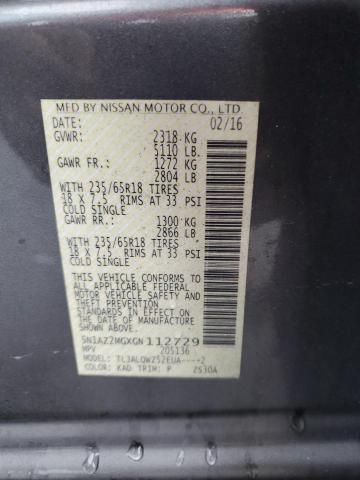 MFD BY NISSAN MOTOR CO., LTD.
DATE: 02/16
GVWR: 2318 KG
5110 LB.
GAWR FR.: 1272 KG
2804 LB
WITH 235/65R18 TIRES
18 X 7.5 RIMS AT 33 PSI
COLD SINGLE
GAWR RR.: 1300 KG
2866 LB
WITH 235/65R18 TIRES
18 X 7.5 RIMS AT 33 PSI
COLD SINGLE
THIS VEHICLE CONFORMS TO
ALL APPLICABLE FEDERAL
MOTOR VEHICLE SAFETY AND
THEFT PREVENTION
STANDARDS IN EFFECT ON
THE DATE OF MANUFACTURE
SHOWN ABOVE.
5N1AZ2MGXGN 112729
MPV 205136
MODEL: TLJALQWZ52EUA----2
COLOR: KAD TRIM: P 2530A